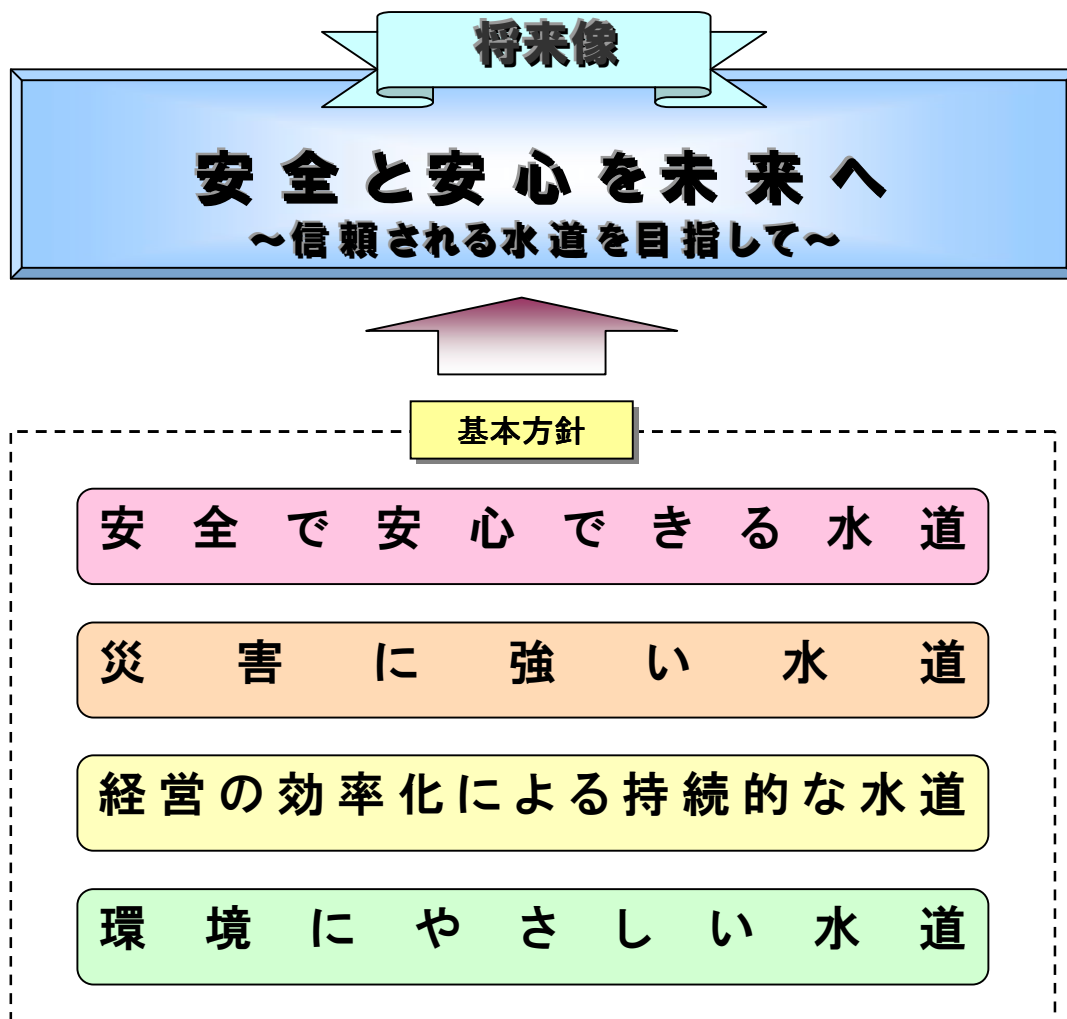 将来像
安全と安心を未来へ
～信頼される水道を目指して～
基本方針
安全で安心できる水道
災害に強い水道
経営の効率化による持続的な水道
環境にやさしい水道